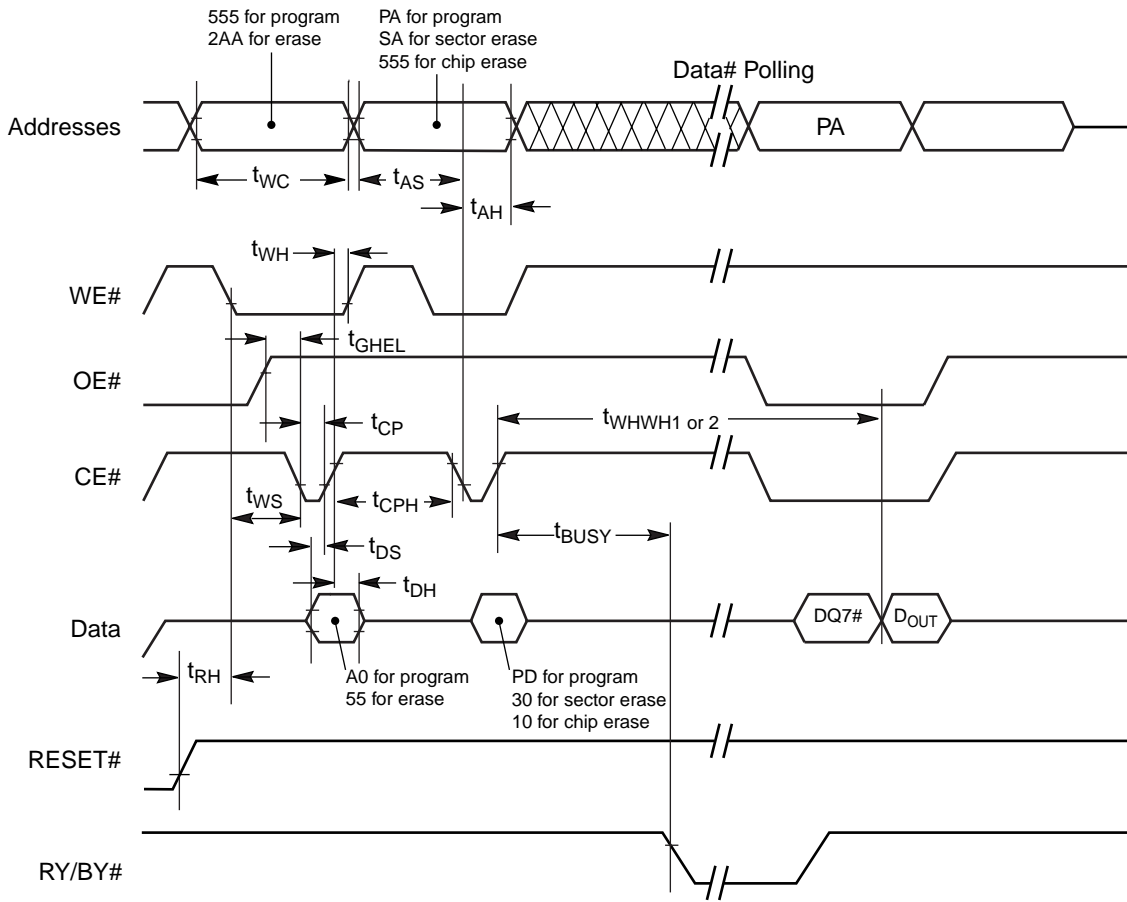 555 for program
2AA for erase
PA for program
SA for sector erase
555 for chip erase
Data# Polling
Addresses
PA
tWC
tAS
tAH
tWH
WE#
tGHEL
OE#
tCP
tWHWH1 or 2
CE#
tWS
tCPH
tBUSY
tDS
tDH
Data
DQ7#
DOUT
tRH
A0 for program
55 for erase
PD for program
30 for sector erase
10 for chip erase
RESET#
RY/BY#